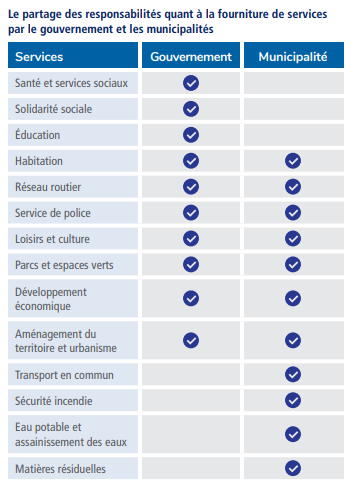 Le partage des responsabilités quant à la fourniture de services
par le gouvernement et les municipalités
Services Gouvernement Municipalité
Santé et services sociaux
Solidarité sociale
Éducation
Habitation
Réseau routier
Service de police
Loisirs et culture
Parcs et espaces verts
Développement
économique
Aménagement du
territoire et urbanisme
Transport en commun
Sécurité incendie
Eau potable et
assainissement des eaux
Matières résiduelles